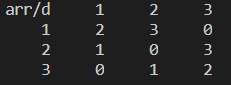 arr/d 1 2 3
1 2 3 0
2 1 0 3
3 0 1 2